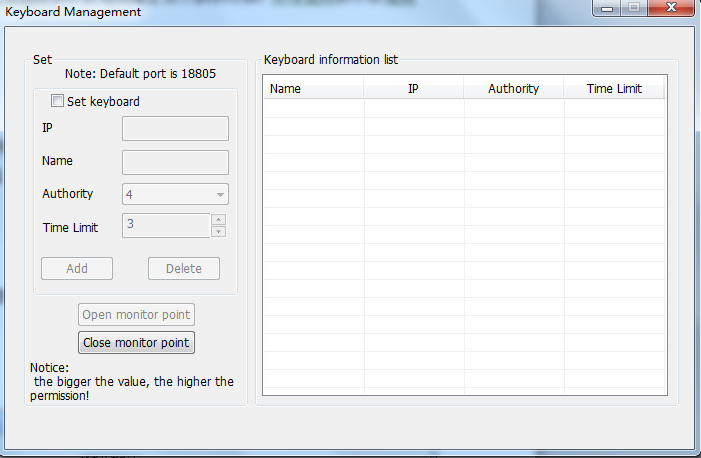 Keyboard Management
Set
Note: Default port is 18805
Set keyboard
IP
Name
Authority 4
Time Limit 3
Add Delete
Open monitor point
Close monitor point
Notice:
the bigger the value, the higher the
permission!
Keyboard information list
Name IP Authority Time Limit